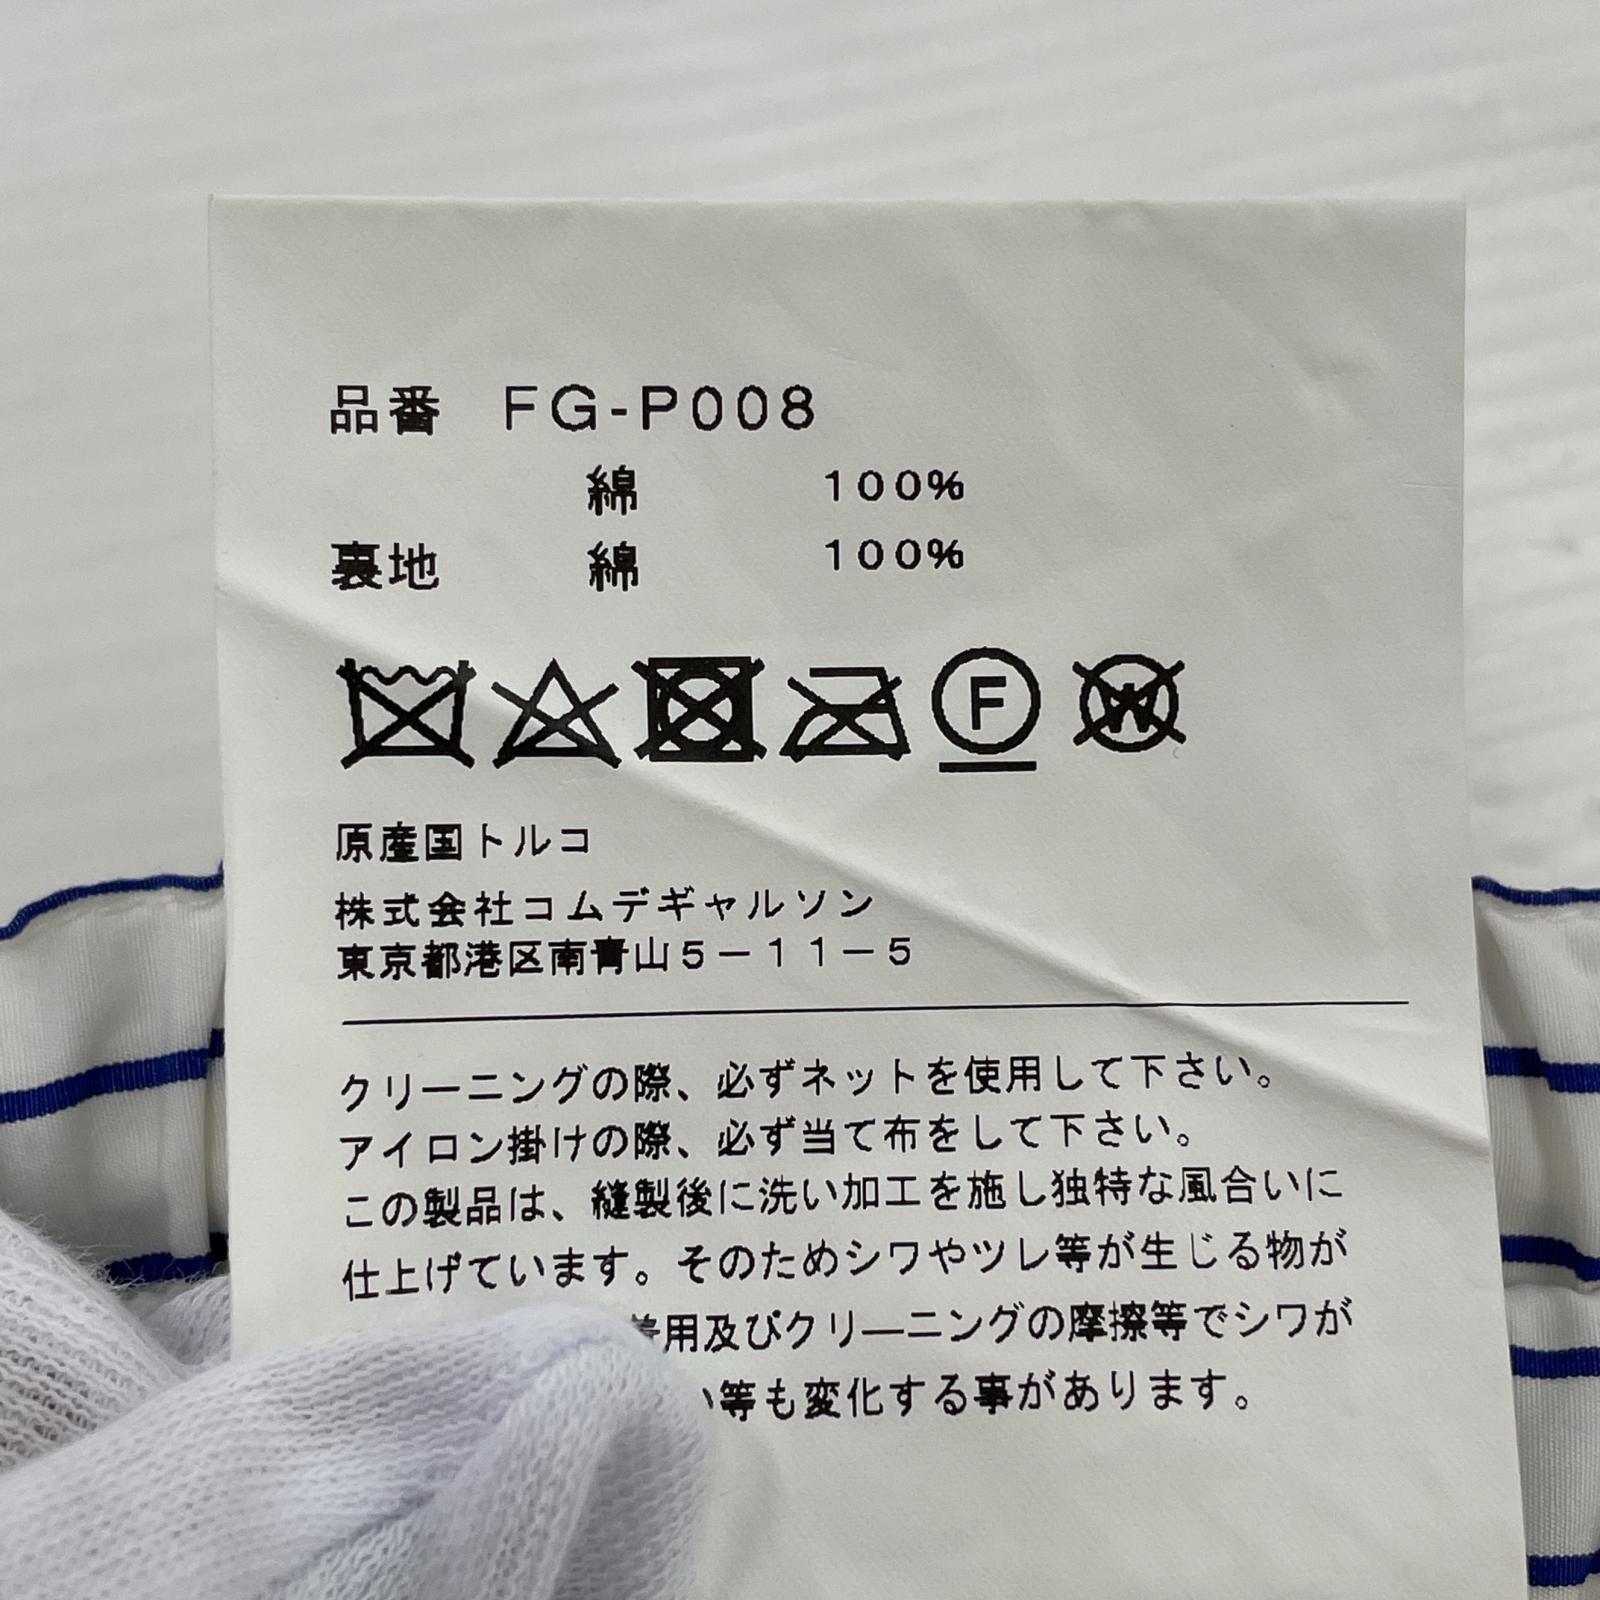 品番 FG-P008
綿 100%
裏地 綿 100%
F W
原産国トルコ
株式会社コムデギャルソン
東京都港区南青山5-11-5
クリーニングの際、必ずネットを使用して下さい。
アイロン掛けの際、必ず当て布をして下さい。
この製品は、縫製後に洗い加工を施し独特な風合いに
仕上げています。そのためシワやツレ等が生じる物が
着用及びクリーニングの摩擦等でシワが
い等も変化する事があります。